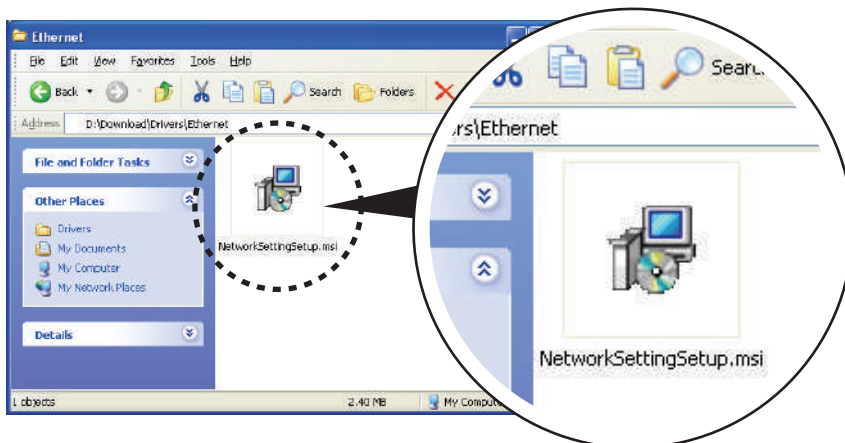 Ethernet
File Edit View Favorites Tools Help
Back Search Folders
Address D:\Download\Drivers\Ethernet
File and Folder Tasks
Other Places
Drivers
My Documents
My Computer
My Network Places
Details
NetworkSettingSetup.msi
1 objects 2.40 MB My Compute
Searc
rs\Ethernet
NetworkSettingSetup.msi